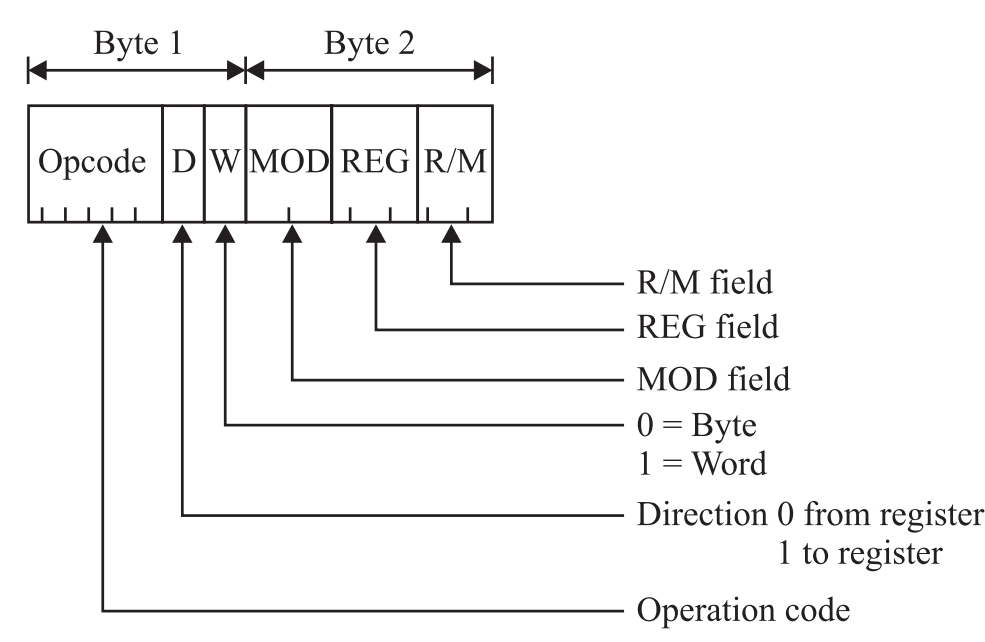 Byte 1 Byte 2
Opcode D W MOD REG R/M
R/M field
REG field
MOD field
0 = Byte
1 = Word
Direction 0 from register
1 to register
Operation code